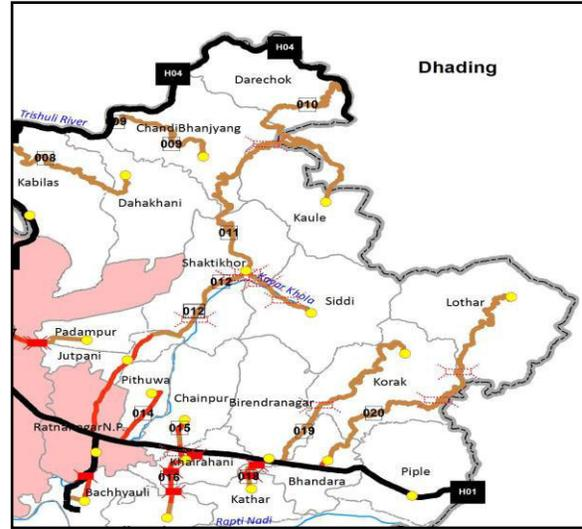 H04
H04
Dhading
Darechok
010
Trishuli River
09
ChandiBhanjyang
009
008
Kabilas
Dahakhani
Kaule
011
Shaktikhor
012
Kayar Khola
Siddi
Lothar
012
Padampur
Jutpani
Pithuwa
Korak
Chainpur
Birendranagar
014
020
015
019
RatnanagarN.P.
Khairahani
016
018
Bhandara
Piple
Bachhyauli
Kathar
H01
Rapti Nadi